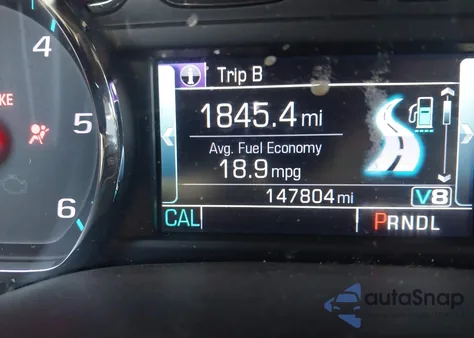 4
KE
5
6
i Trip B
1845.4 mi
Avg. Fuel Economy
18.9 mpg
147804 mi V8
CAL PRNDL
autoSnap